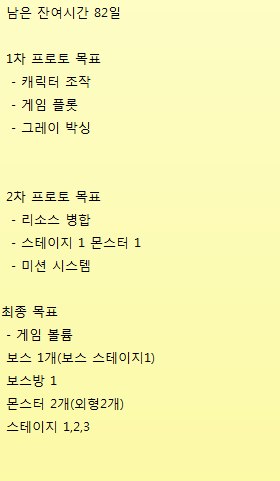 남은 잔여시간 82일
1차 프로토 목표
- 캐릭터 조작
- 게임 플롯
- 그레이 박싱
2차 프로토 목표
- 리소스 병합
- 스테이지 1 몬스터 1
- 미션 시스템
최종 목표
- 게임 볼륨
보스 1개(보스 스테이지1)
보스방 1
몬스터 2개(외형2개)
스테이지 1,2,3